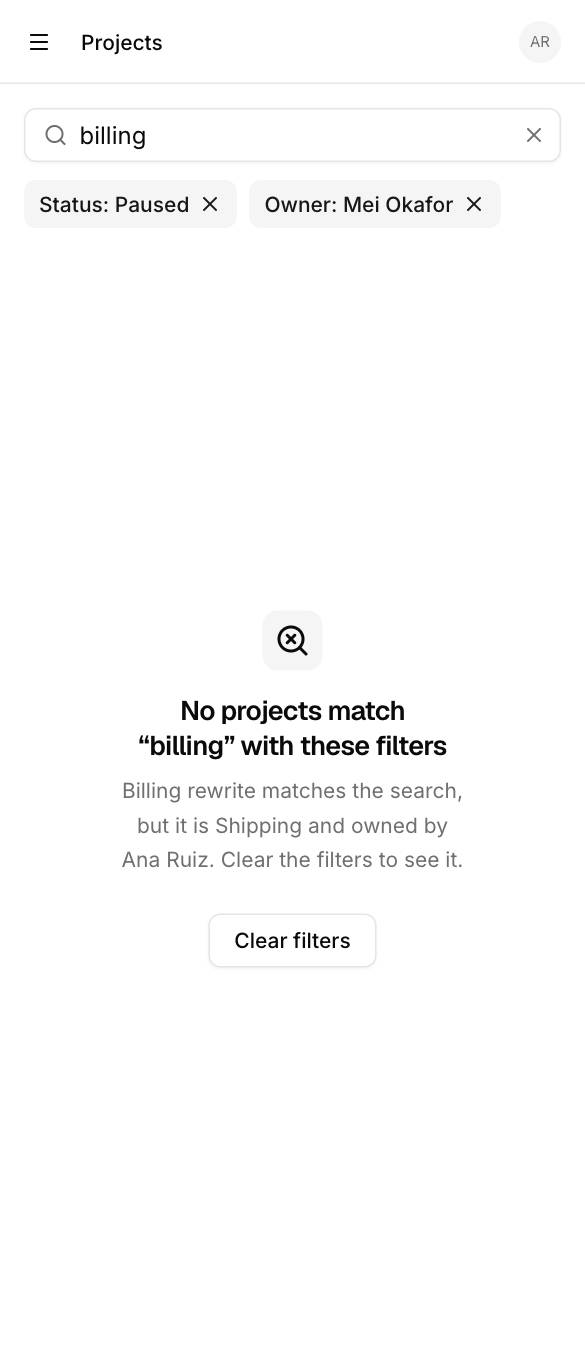 Projects
AR
billing
Status: Paused
Owner: Mei Okafor
No projects match
“billing” with these filters
Billing rewrite matches the search,
but it is Shipping and owned by
Ana Ruiz. Clear the filters to see it.
Clear filters